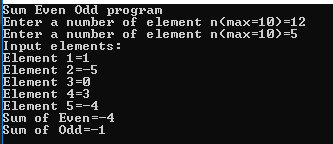 Sum Even Odd program
Enter a number of element n(max=10)=12
Enter a number of element n(max=10)=5
Input elements:
Element 1=1
Element 2=-5
Element 3=0
Element 4=3
Element 5=-4
Sum of Even=-4
Sum of Odd=-1